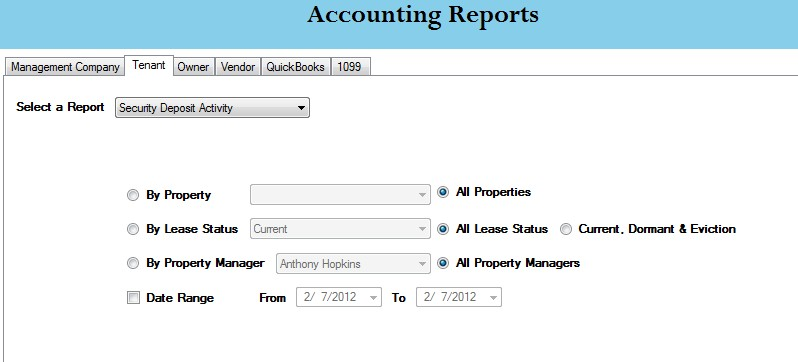 Accounting Reports
Management Company Tenant Owner Vendor QuickBooks 1099
Select a Report Security Deposit Activity
By Property All Properties
By Lease Status Current All Lease Status Current, Dormant & Eviction
By Property Manager Anthony Hopkins All Property Managers
Date Range From 2/ 7/2012 To 2/ 7/2012